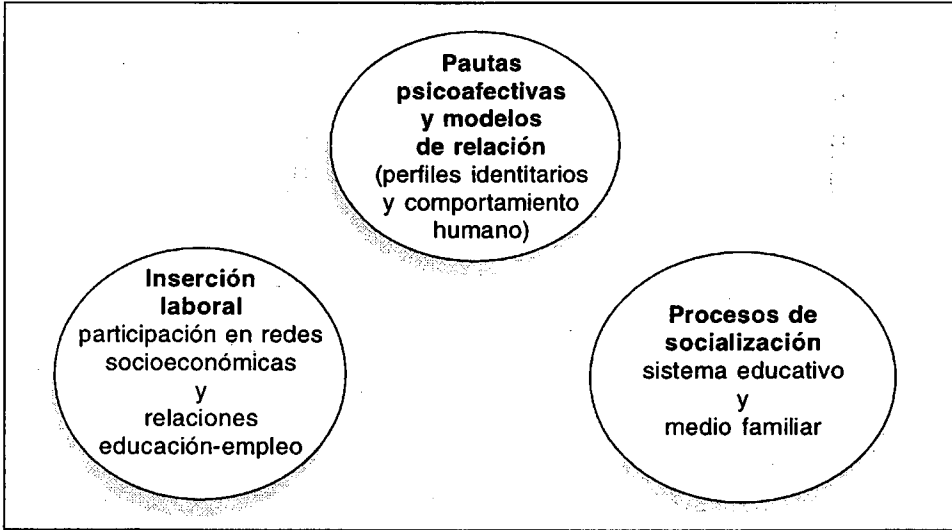 Pautas
psicoafectivas
y modelos
de relación
(perfiles identitarios
y comportamiento
humano)
Inserción
laboral
participación en redes
socioeconómicas
y
relaciones
educación-empleo
Procesos de
socialización
sistema educativo
y
medio familiar